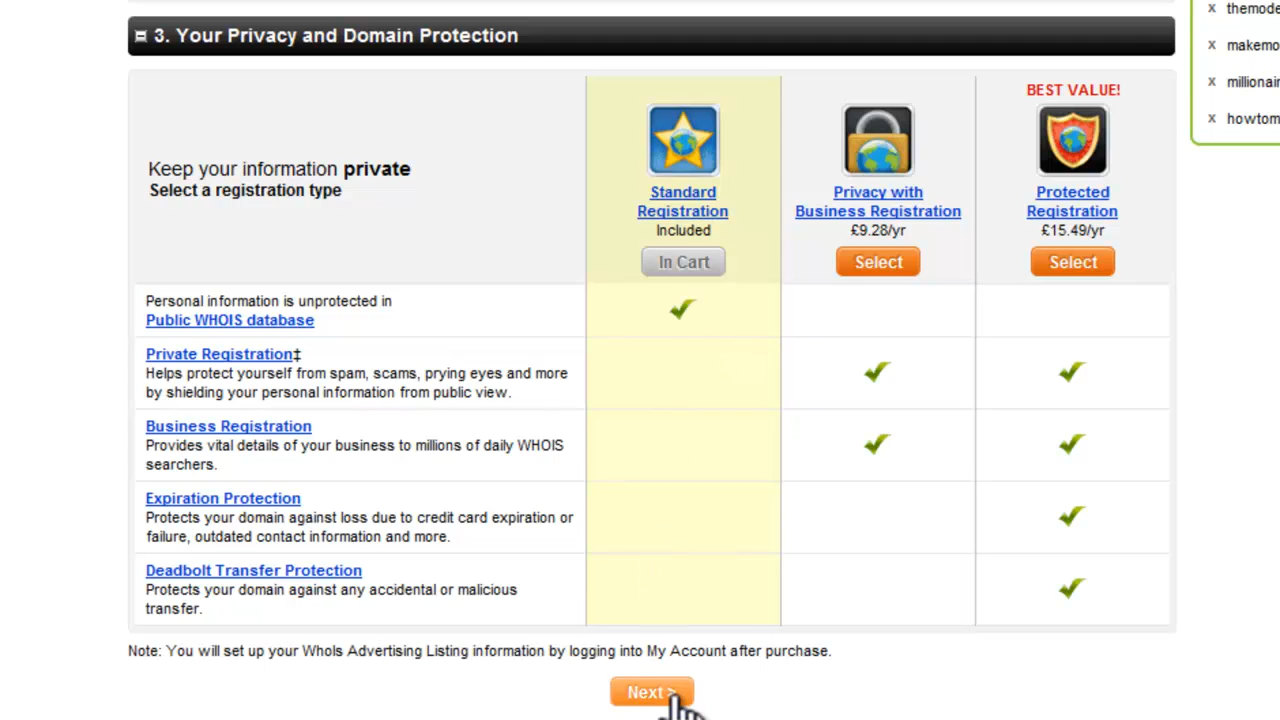 3. Your Privacy and Domain Protection
x themode
x makemo
x millionair
x howtom
BEST VALUE!
Keep your information private
Select a registration type
Standard
Registration
Included
In Cart
Privacy with
Business Registration
£9.28/yr
Select
Protected
Registration
£15.49/yr
Select
Personal information is unprotected in
Public WHOIS database
Private Registration‡
Helps protect yourself from spam, scams, prying eyes and more
by shielding your personal information from public view.
Business Registration
Provides vital details of your business to millions of daily WHOIS
searchers.
Expiration Protection
Protects your domain against loss due to credit card expiration or
failure, outdated contact information and more.
Deadbolt Transfer Protection
Protects your domain against any accidental or malicious
transfer.
Note: You will set up your WhoIs Advertising Listing information by logging into My Account after purchase.
Next >